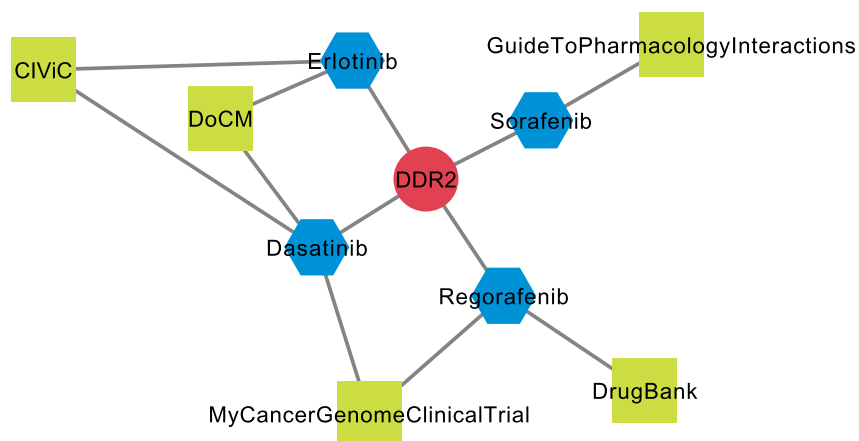 GuideToPharmacologyInteractions
Erlotinib
CIViC
DoCM
Sorafenib
DDR2
Dasatinib
Regorafenib
DrugBank
MyCancerGenomeClinicalTrial